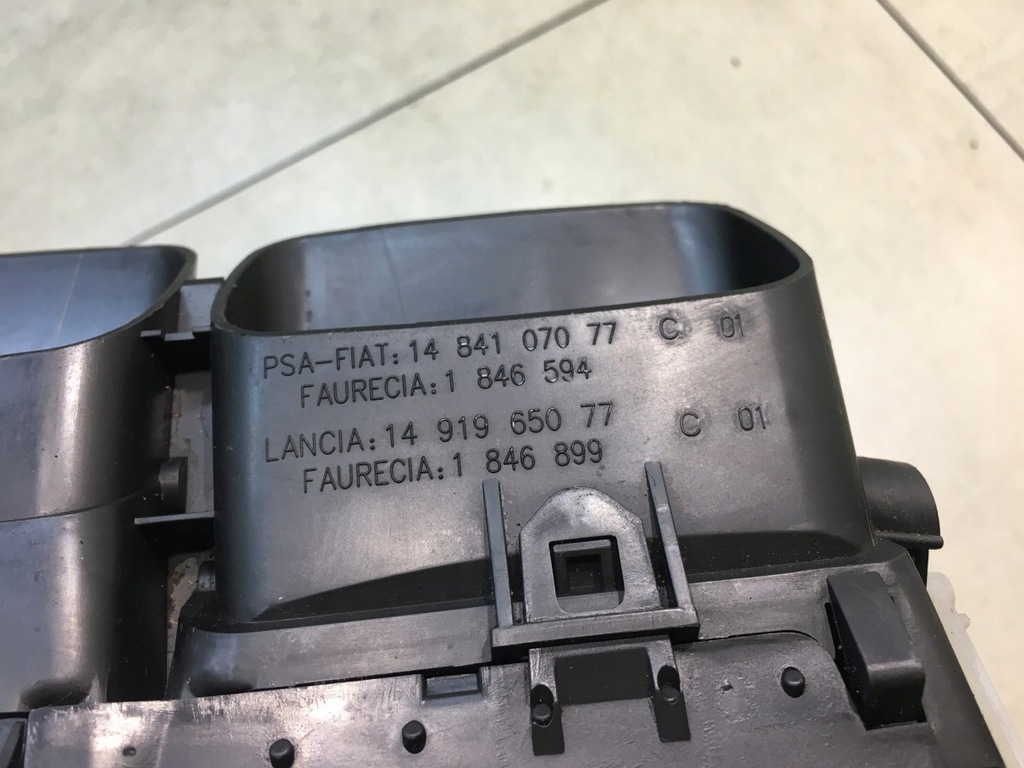 PSA-FIAT: 14 841 070 77 C 01
FAURECIA: 1 846 594
LANCIA: 14 919 650 77 C 01
FAURECIA: 1 846 899